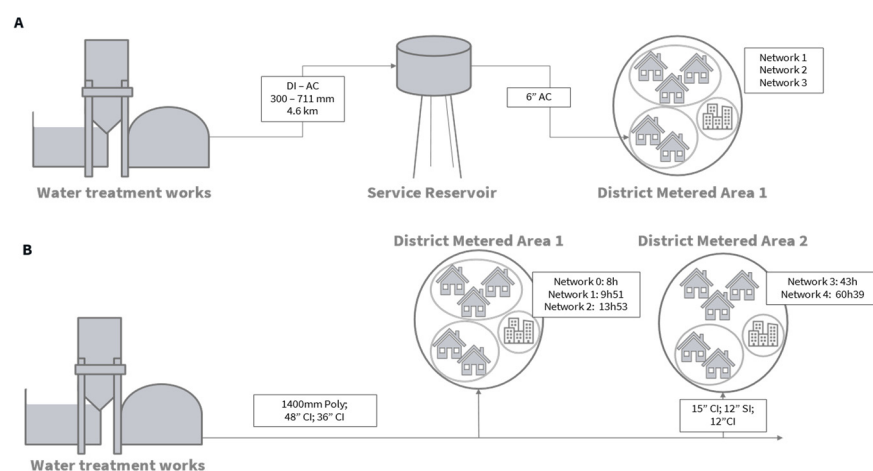 A
DI – AC
300 – 711 mm
4.6 km
6” AC
Network 1
Network 2
Network 3
Water treatment works
Service Reservoir
District Metered Area 1
B
District Metered Area 1
District Metered Area 2
Network 0: 8h
Network 1: 9h51
Network 2: 13h53
Network 3: 43h
Network 4: 60h39
1400mm Poly;
48” CI; 36” CI
15” CI; 12” SI;
12”CI
Water treatment works